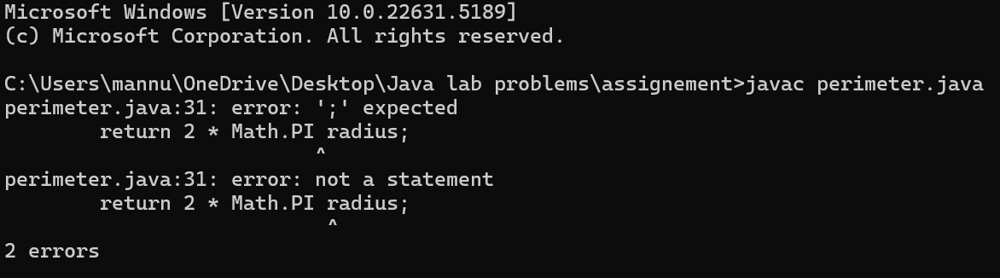 Microsoft Windows [Version 10.0.22631.5189]
(c) Microsoft Corporation. All rights reserved.

C:\Users\mannu\OneDrive\Desktop\Java lab problems\assignement>javac perimeter.java
perimeter.java:31: error: ';' expected
        return 2 * Math.PI radius;
                          ^
perimeter.java:31: error: not a statement
        return 2 * Math.PI radius;
                           ^
2 errors